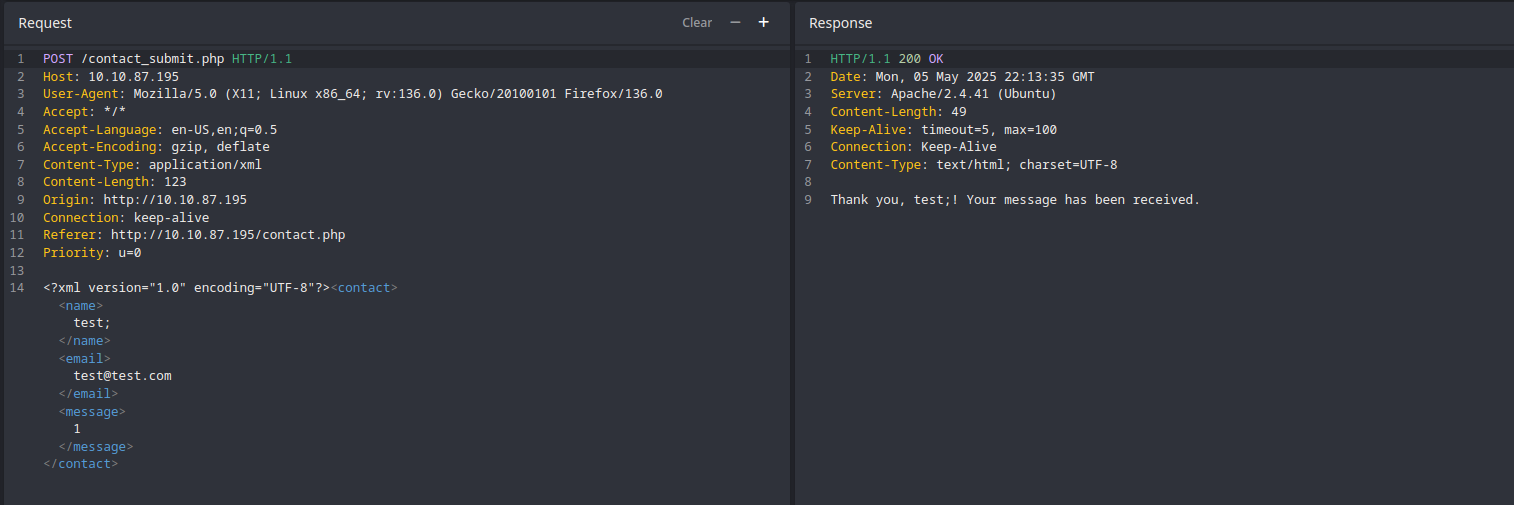 Request
Clear − +
1 POST /contact_submit.php HTTP/1.1
2 Host: 10.10.87.195
3 User-Agent: Mozilla/5.0 (X11; Linux x86_64; rv:136.0) Gecko/20100101 Firefox/136.0
4 Accept: */*
5 Accept-Language: en-US,en;q=0.5
6 Accept-Encoding: gzip, deflate
7 Content-Type: application/xml
8 Content-Length: 123
9 Origin: http://10.10.87.195
10 Connection: keep-alive
11 Referer: http://10.10.87.195/contact.php
12 Priority: u=0
13
14 <?xml version="1.0" encoding="UTF-8"?><contact>
<name>
test;
</name>
<email>
test@test.com
</email>
<message>
1
</message>
</contact>
Response
1 HTTP/1.1 200 OK
2 Date: Mon, 05 May 2025 22:13:35 GMT
3 Server: Apache/2.4.41 (Ubuntu)
4 Content-Length: 49
5 Keep-Alive: timeout=5, max=100
6 Connection: Keep-Alive
7 Content-Type: text/html; charset=UTF-8
8
9 Thank you, test;! Your message has been received.